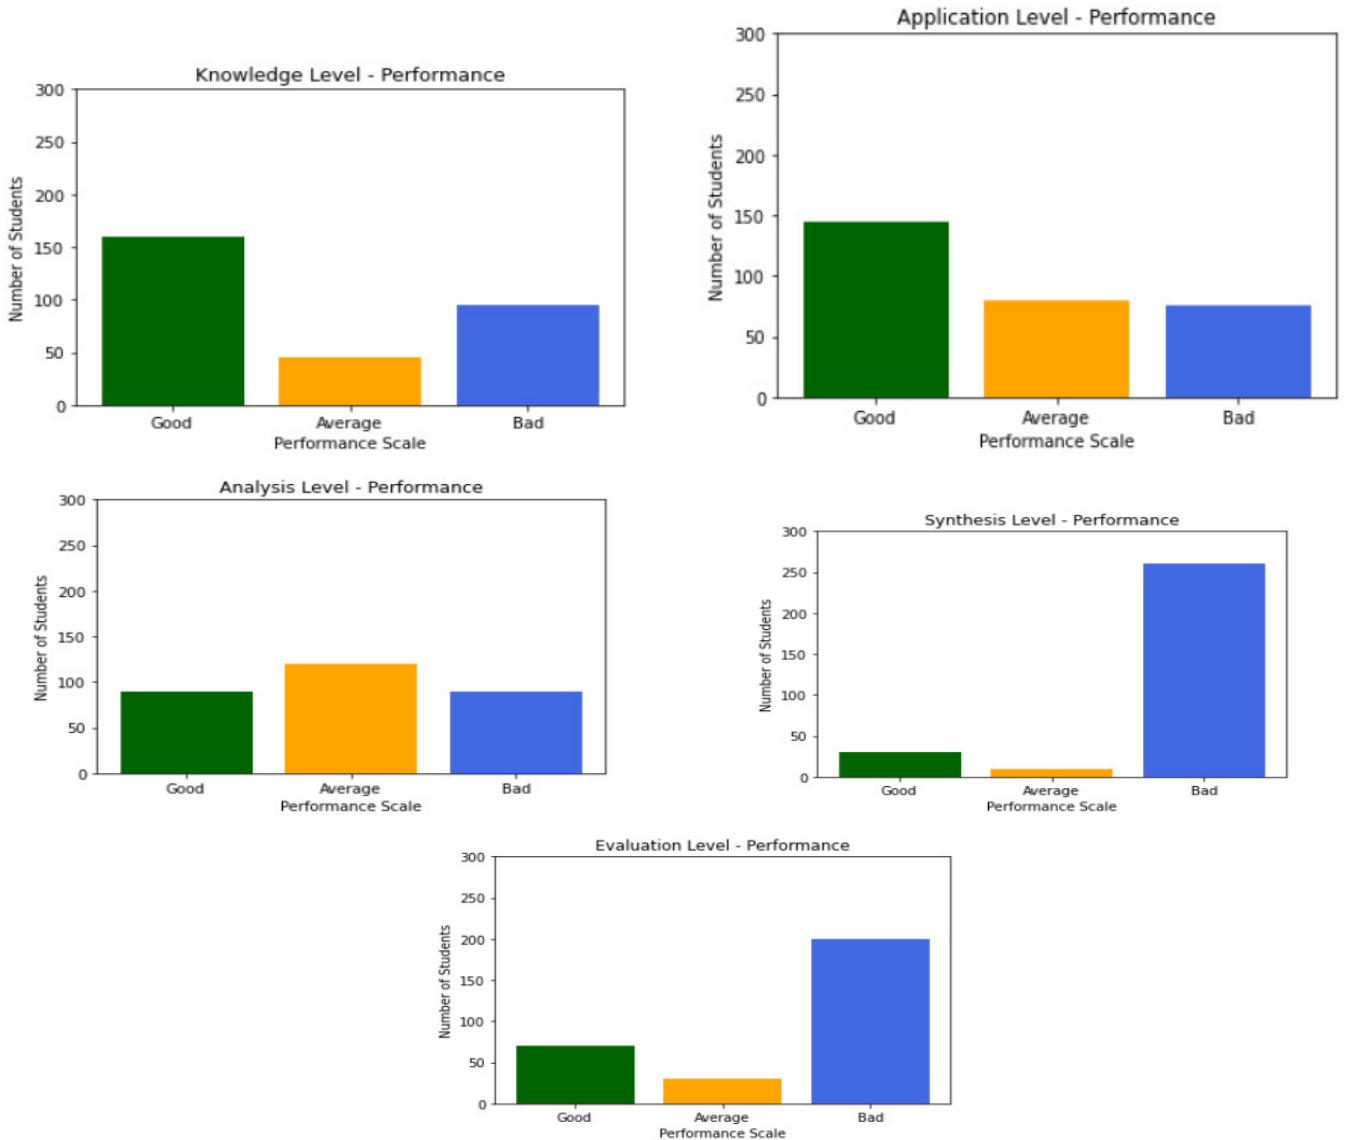 Knowledge Level - Performance
300
250
200
150
100
50
0
Number of Students
Good Average Bad
Performance Scale
Application Level - Performance
300
250
200
150
100
50
0
Number of Students
Good Average Bad
Performance Scale
Analysis Level - Performance
300
250
200
150
100
50
0
Number of Students
Good Average Bad
Performance Scale
Synthesis Level - Performance
300
250
200
150
100
50
0
Number of Students
Good Average Bad
Performance Scale
Evaluation Level - Performance
300
250
200
150
100
50
0
Number of Students
Good Average Bad
Performance Scale